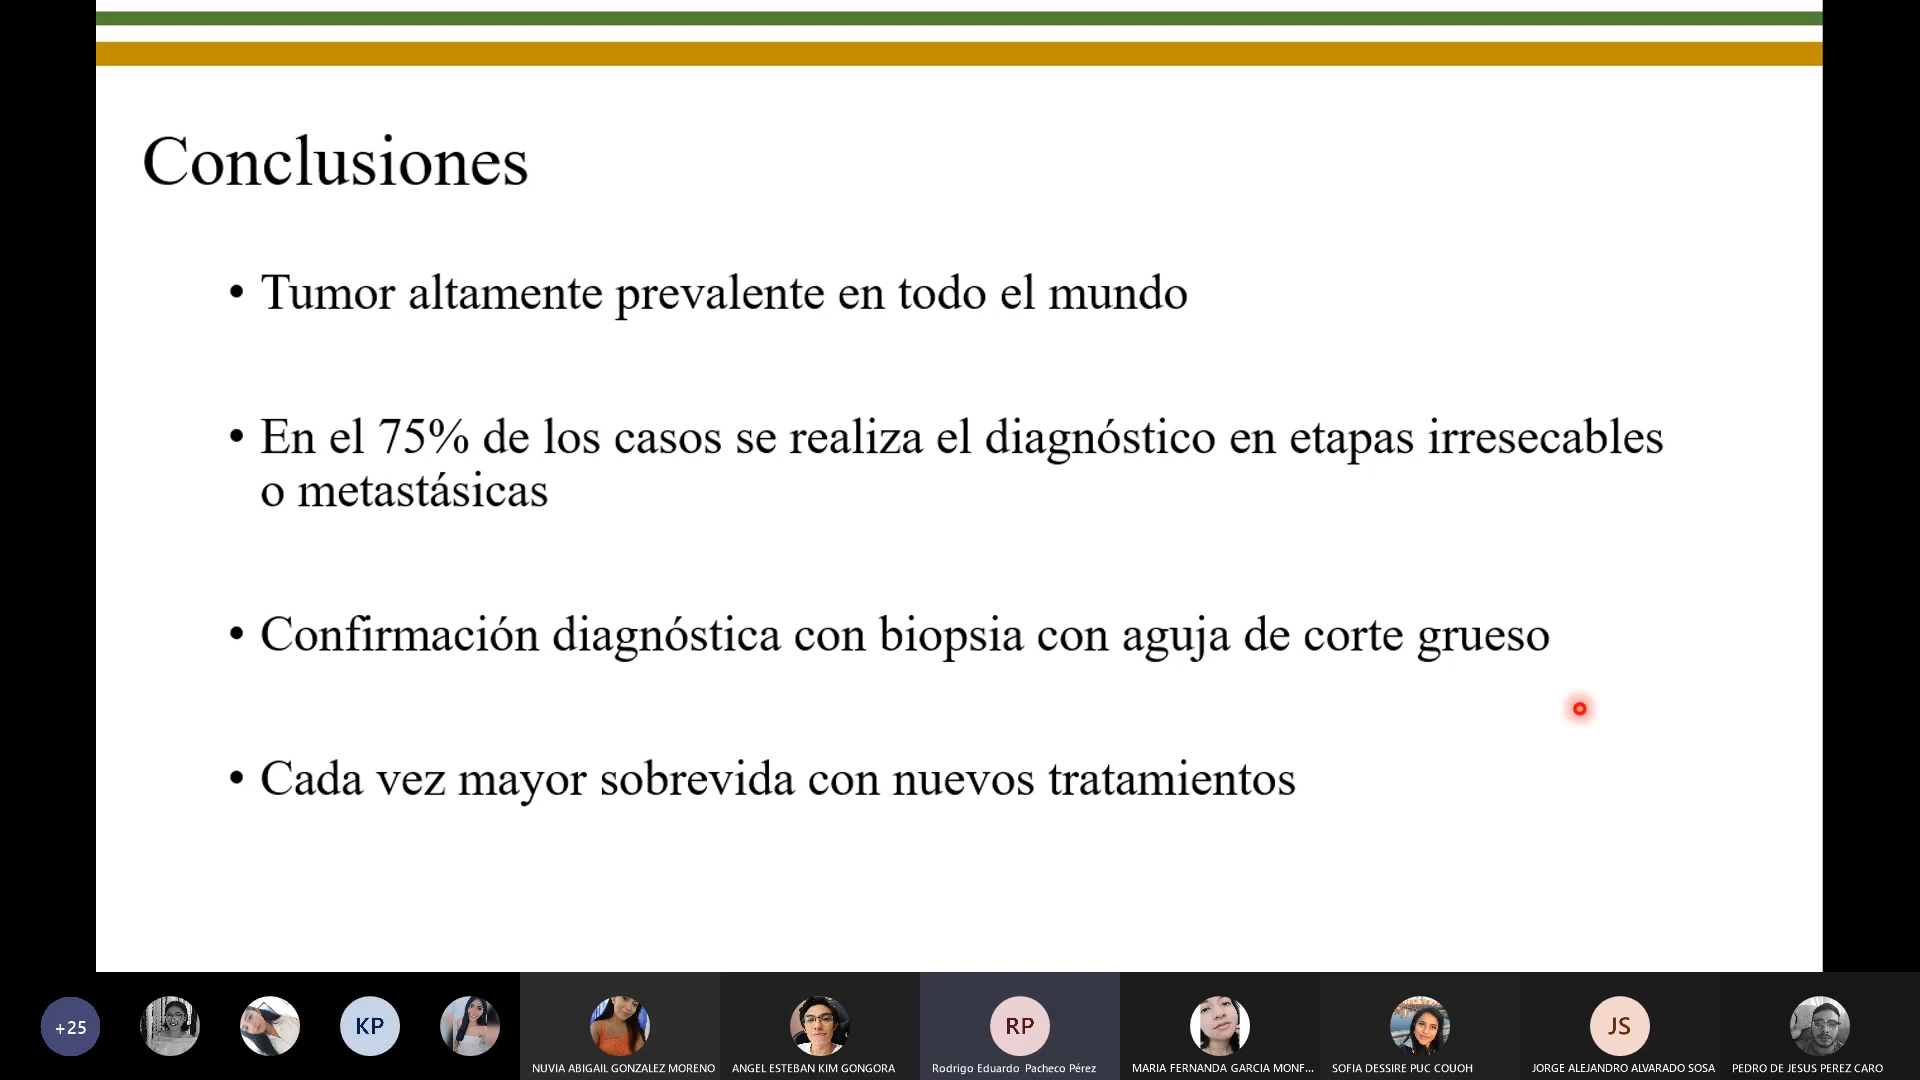 Conclusiones
• Tumor altamente prevalente en todo el mundo
• En el 75% de los casos se realiza el diagnóstico en etapas irresecables
o metastásicas
• Confirmación diagnóstica con biopsia con aguja de corte grueso
• Cada vez mayor sobrevida con nuevos tratamientos
+25
KP
RP
JS
NUVIA ABIGAIL GONZALEZ MORENO
ANGEL ESTEBAN KIM GONGORA
Rodrigo Eduardo Pacheco Pérez
MARIA FERNANDA GARCIA MONF...
SOFIA DESSIRE PUC COUOH
JORGE ALEJANDRO ALVARADO SOSA
PEDRO DE JESUS PEREZ CARO